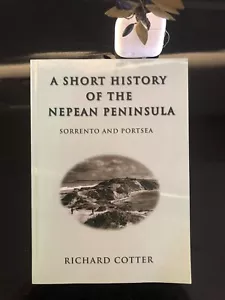 A SHORT HISTORY
OF THE
NEPEAN PENINSULA
SORRENTO AND PORTSEA
RICHARD COTTER